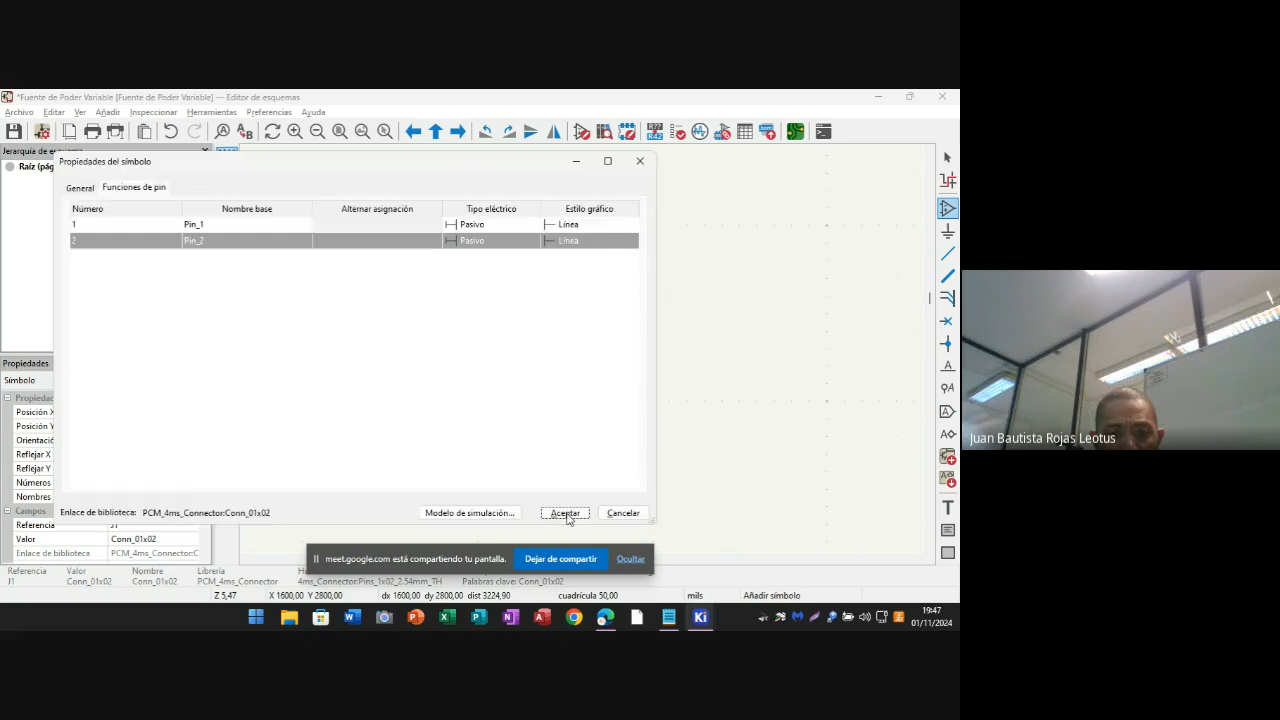 *Fuente de Poder Variable [Fuente de Poder Variable] — Editor de esquemas
Archivo Editar Ver Añadir Inspeccionar Herramientas Preferencias Ayuda
Jerarquía de
Raíz (pág
Propiedades del símbolo
General Funciones de pin
Número Nombre base Alternar asignación Tipo eléctrico Estilo gráfico
1 Pin_1 Pasivo Línea
2 Pin_2 Pasivo Línea
Propiedades
Símbolo
Propiedad
Posición X
Posición Y
Orientació
Reflejar X
Reflejar Y
Números
Nombres
Campos
Referencia J1
Valor Conn_01x02
Enlace de biblioteca PCM_4ms_Connector:C
Enlace de biblioteca: PCM_4ms_Connector:Conn_01x02 Modelo de simulación... Aceptar Cancelar
meet.google.com está compartiendo tu pantalla. Dejar de compartir Ocultar
Referencia Valor Nombre Librería
J1 Conn_01x02 Conn_01x02 PCM_4ms_Connector 4ms_Connector:Pins_1x02_2.54mm_TH Palabras clave: Conn_01x02
Z 5,47 X 1600,00 Y 2800,00 dx 1600,00 dy 2800,00 dist 3224,90 cuadrícula 50,00 mils Añadir símbolo
19:47
01/11/2024
Juan Bautista Rojas Leotus